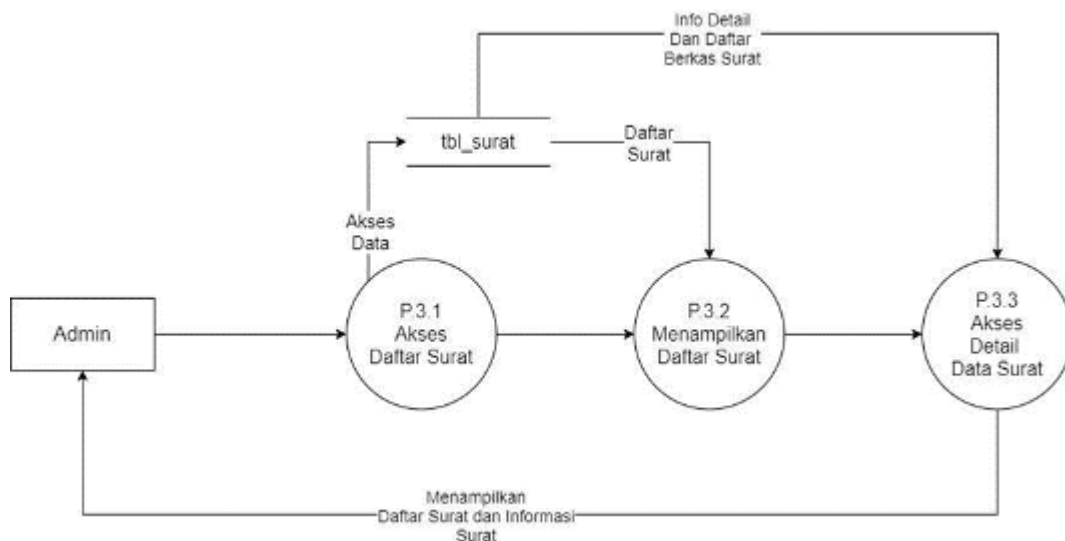 Info Detail
Dan Daftar
Berkas Surat
tbl_surat
Daftar
Surat
Akses
Data
Admin
P.3.1
Akses
Daftar Surat
P.3.2
Menampilkan
Daftar Surat
P.3.3
Akses
Detail
Data Surat
Menampilkan
Daftar Surat dan Informasi
Surat